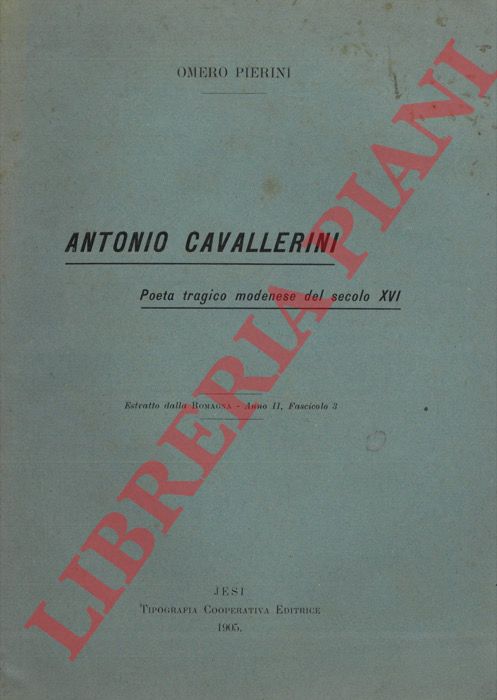 OMERO PIERINI
ANTONIO CAVALLERINI
Poeta tragico modenese del secolo XVI
Estratto dalla ROMAGNA - Anno II, Fascicolo 3
JESI
TIPOGRAFIA COOPERATIVA EDITRICE
1905.
LIBRERIA PIANI